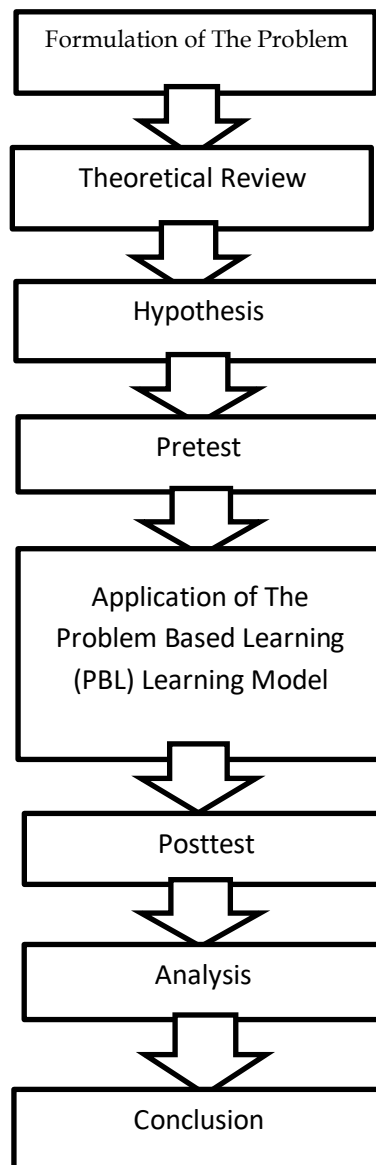 Formulation of The Problem
Theoretical Review
Hypothesis
Pretest
Application of The
Problem Based Learning
(PBL) Learning Model
Posttest
Analysis
Conclusion